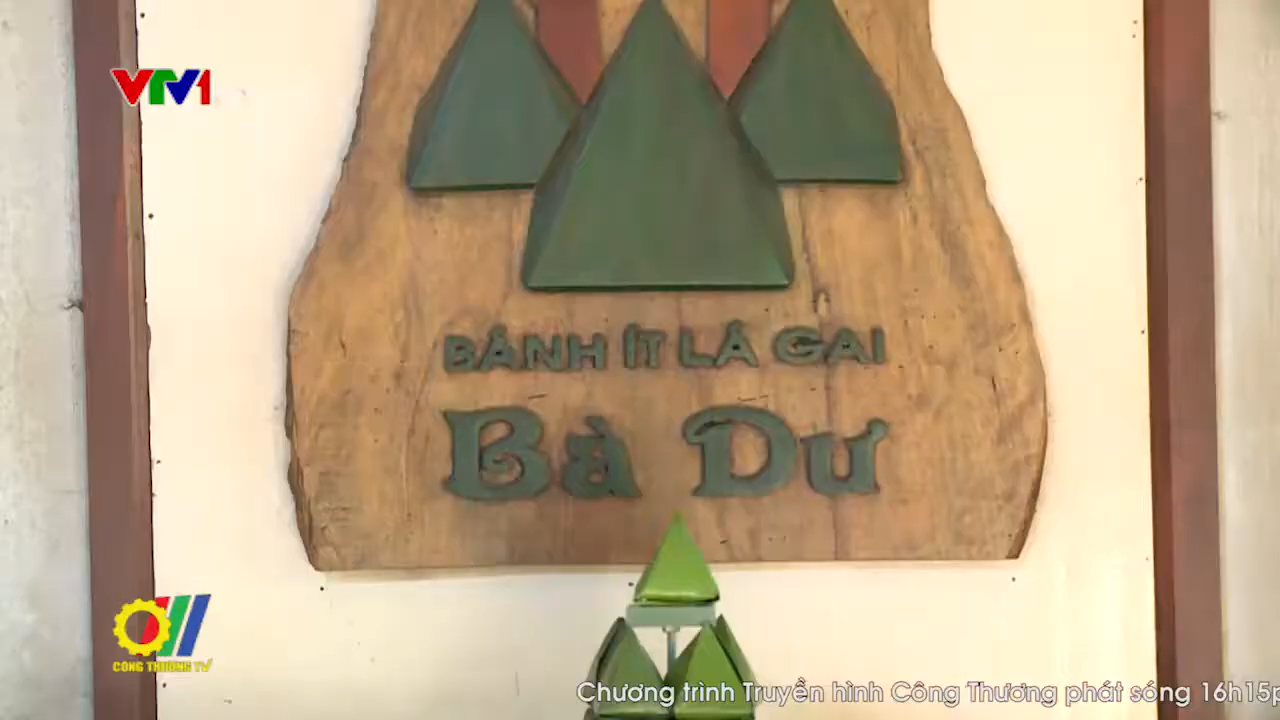 VTV1
BÁNH ÍT LÁ GAI
Bà Dư
CÔNG THƯƠNG TV
Chương trình Truyền hình Công Thương phát sóng 16h15p